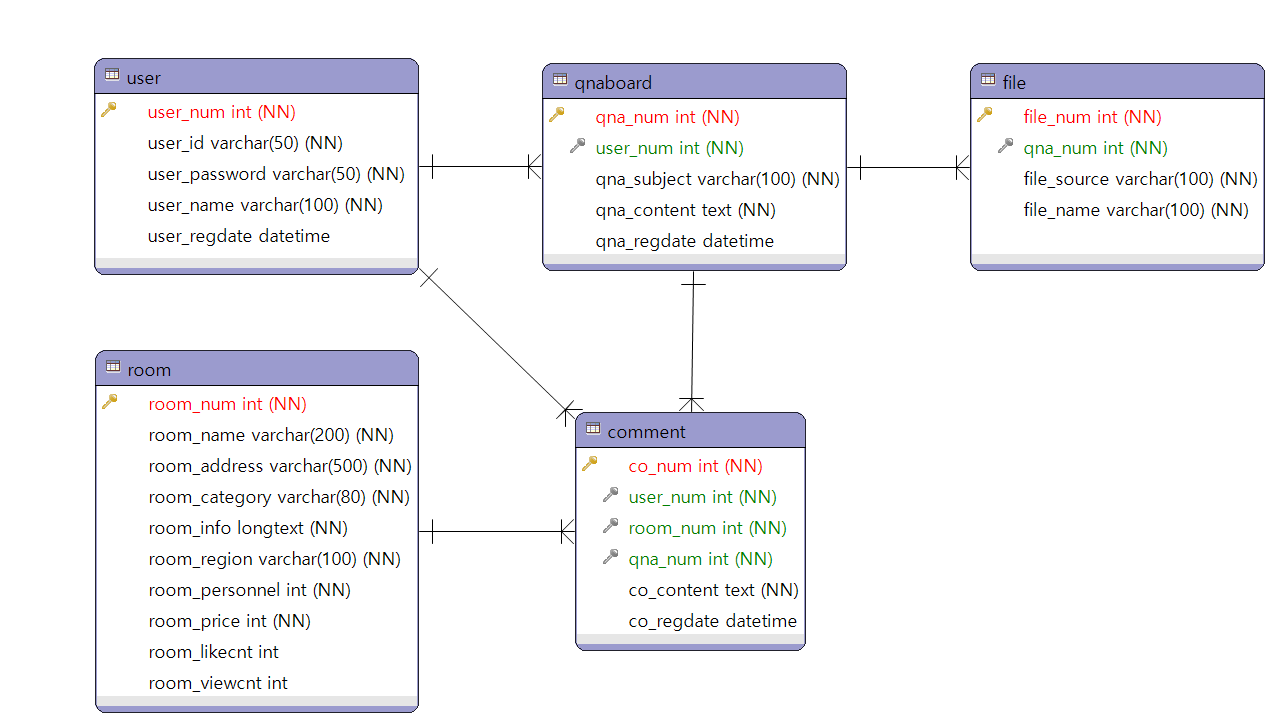 user
user_num int (NN)
user_id varchar(50) (NN)
user_password varchar(50) (NN)
user_name varchar(100) (NN)
user_regdate datetime
qnaboard
qna_num int (NN)
user_num int (NN)
qna_subject varchar(100) (NN)
qna_content text (NN)
qna_regdate datetime
file
file_num int (NN)
qna_num int (NN)
file_source varchar(100) (NN)
file_name varchar(100) (NN)
room
room_num int (NN)
room_name varchar(200) (NN)
room_address varchar(500) (NN)
room_category varchar(80) (NN)
room_info longtext (NN)
room_region varchar(100) (NN)
room_personnel int (NN)
room_price int (NN)
room_likecnt int
room_viewcnt int
comment
co_num int (NN)
user_num int (NN)
room_num int (NN)
qna_num int (NN)
co_content text (NN)
co_regdate datetime